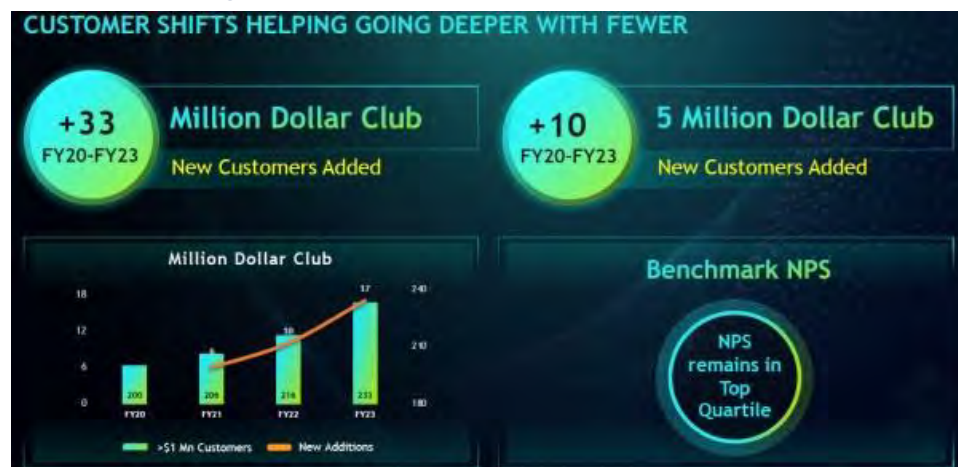 CUSTOMER SHIFTS HELPING GOING DEEPER WITH FEWER
+33
FY20-FY23
Million Dollar Club
New Customers Added
+10
FY20-FY23
5 Million Dollar Club
New Customers Added
Million Dollar Club
18
12
6
0
240
210
180
6
10
17
200
206
216
233
FY20
FY21
FY22
FY23
>$1 Mn Customers
New Additions
Benchmark NPS
NPS
remains in
Top
Quartile